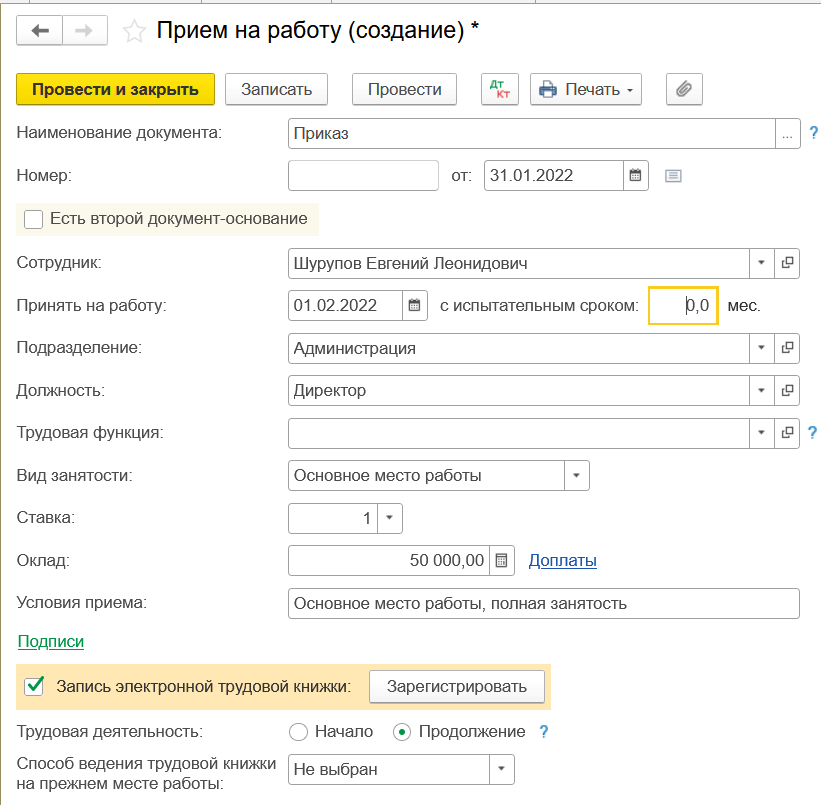 Прием на работу (создание) *
Провести и закрыть Записать Провести Дт Кт Печать
Наименование документа: Приказ ... ?
Номер: от: 31.01.2022
Есть второй документ-основание
Сотрудник: Шурупов Евгений Леонидович
Принять на работу: 01.02.2022 с испытательным сроком: 0,0 мес.
Подразделение: Администрация
Должность: Директор
Трудовая функция: ?
Вид занятости: Основное место работы
Ставка: 1
Оклад: 50 000,00 Доплаты
Условия приема: Основное место работы, полная занятость
Подписи
Запись электронной трудовой книжки: Зарегистрировать
Трудовая деятельность: Начало Продолжение ?
Способ ведения трудовой книжки
на прежнем месте работы: Не выбран